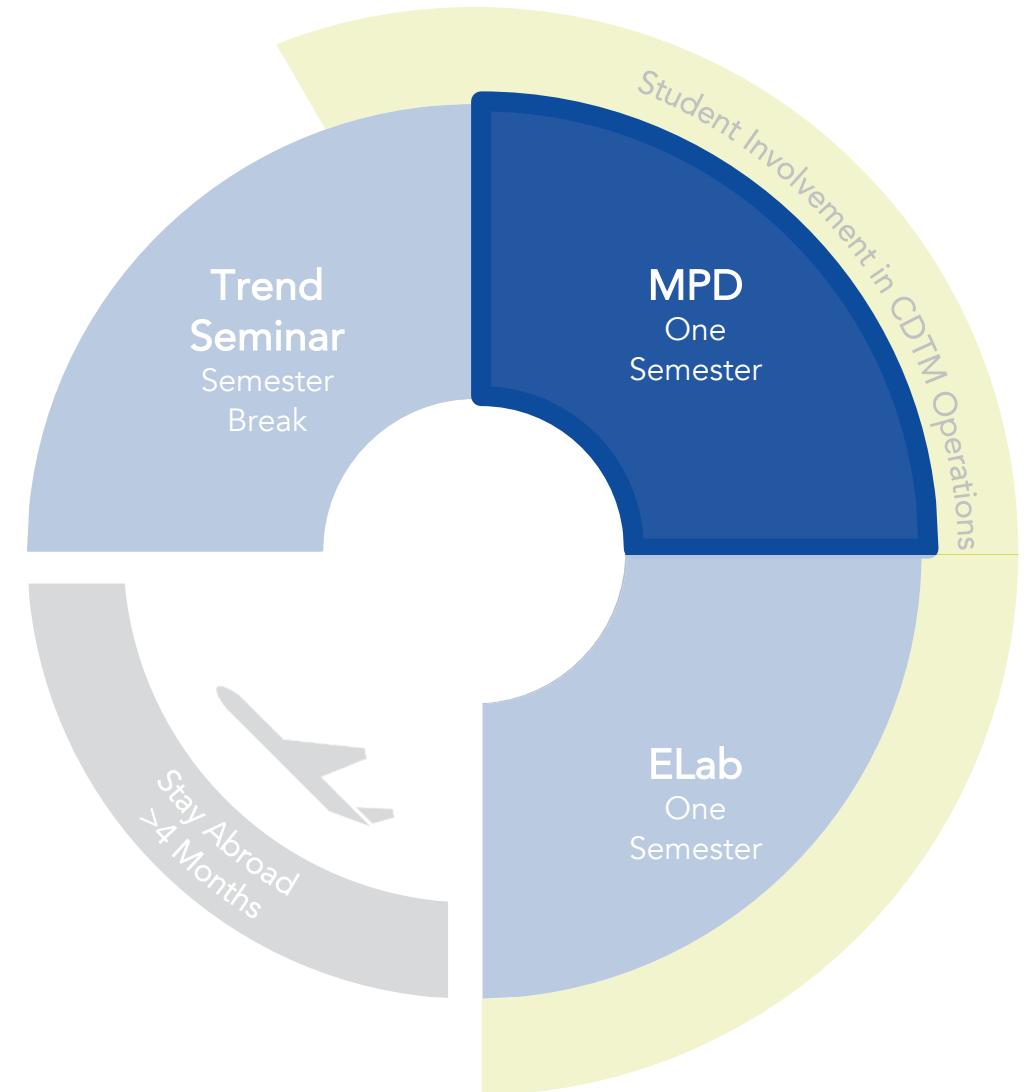 Trend
Seminar
Semester
Break
MPD
One
Semester
Student Involvement in CDTM Operations
ELab
One
Semester
Stay Abroad
>4 Months